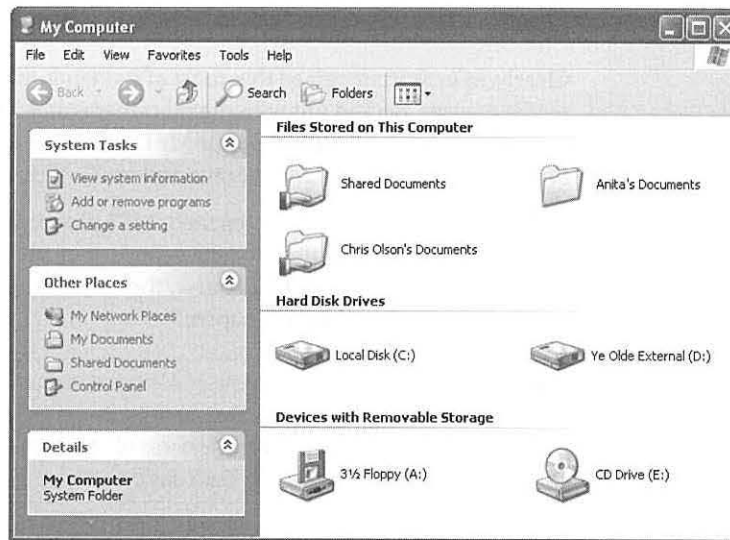 My Computer
File Edit View Favorites Tools Help
Back Search Folders
System Tasks
View system information
Add or remove programs
Change a setting
Other Places
My Network Places
My Documents
Shared Documents
Control Panel
Details
My Computer
System Folder
Files Stored on This Computer
Shared Documents Anita's Documents
Chris Olson's Documents
Hard Disk Drives
Local Disk (C:) Ye Olde External (D:)
Devices with Removable Storage
3½ Floppy (A:) CD Drive (E:)